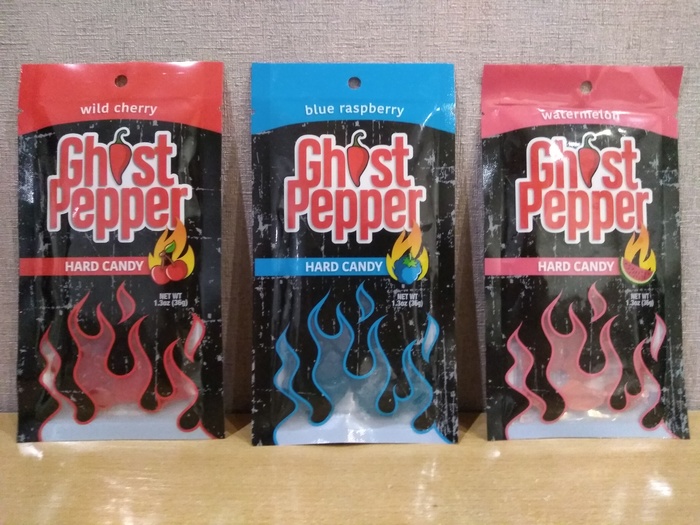 wild cherry
Ghost
Pepper
HARD CANDY
NET WT
1.3oz (36g)
blue raspberry
Ghost
Pepper
HARD CANDY
NET WT
1.3oz (36g)
watermelon
Ghost
Pepper
HARD CANDY
NET WT
1.3oz (36g)